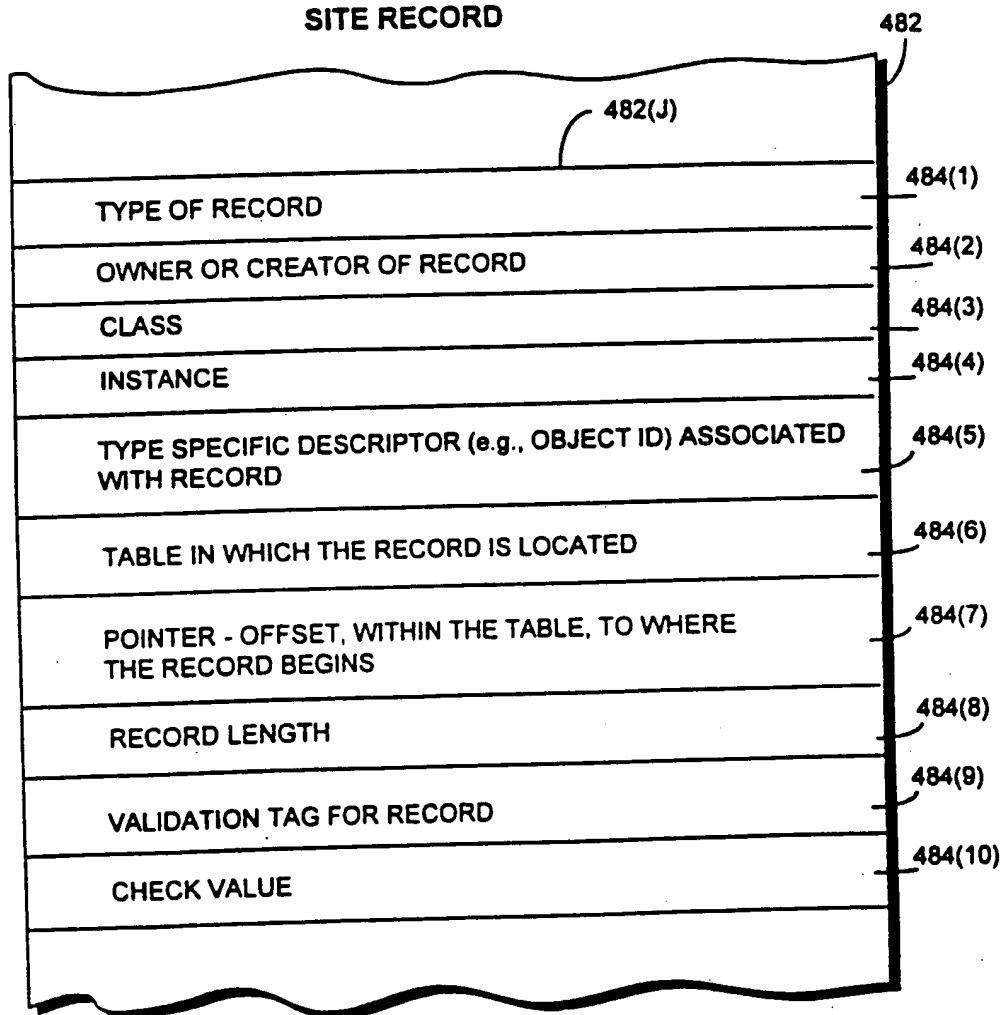 SITE RECORD
482
482(J)
TYPE OF RECORD
484(1)
OWNER OR CREATOR OF RECORD
484(2)
CLASS
484(3)
INSTANCE
484(4)
TYPE SPECIFIC DESCRIPTOR (e.g., OBJECT ID) ASSOCIATED
WITH RECORD
484(5)
TABLE IN WHICH THE RECORD IS LOCATED
484(6)
POINTER - OFFSET, WITHIN THE TABLE, TO WHERE
THE RECORD BEGINS
484(7)
RECORD LENGTH
484(8)
VALIDATION TAG FOR RECORD
484(9)
CHECK VALUE
484(10)